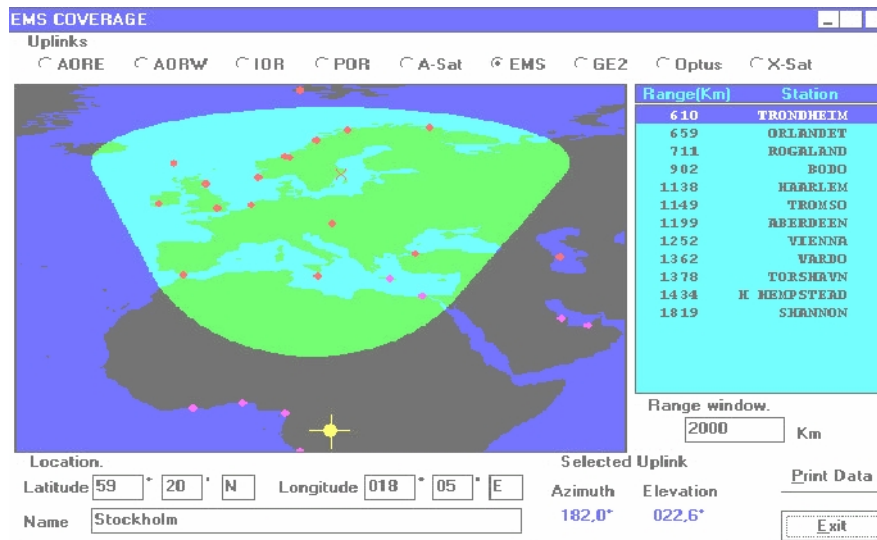 EMS COVERAGE
Uplinks
AORE AORW IOR POR A-Sat EMS GE2 Optus X-Sat
Range(Km) Station
610 TRONDHEIM
659 ORLANDET
711 ROGALAND
902 BODO
1138 HAARLEM
1149 TROMSO
1199 ABERDEEN
1252 VIENNA
1362 VARDO
1378 TORSHAVN
1434 H HEMPSTEAD
1819 SHANNON
Range window.
2000 Km
Location.
Latitude 59 ° 20 ' N Longitude 018 ° 05 ' E
Name Stockholm
Selected Uplink
Azimuth Elevation
182,0° 022,6°
Print Data
Exit